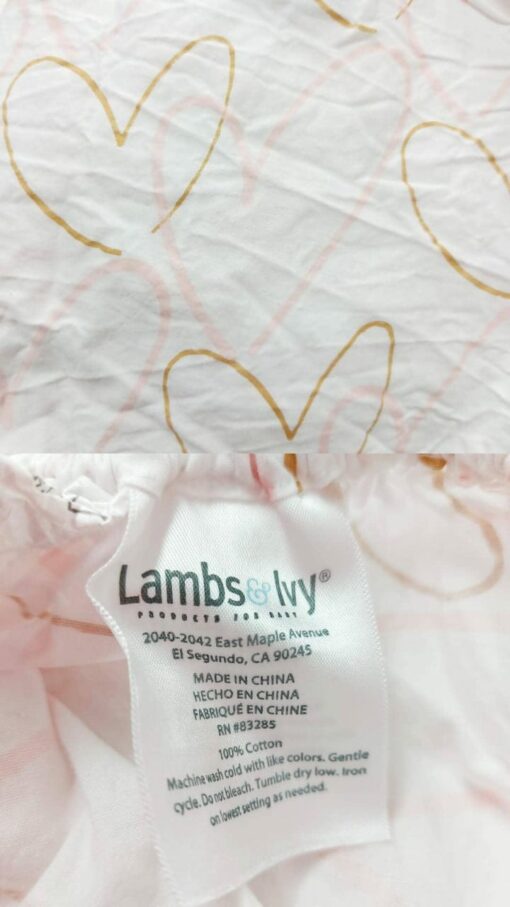 Lambs & Ivy®
PRODUCTS FOR BABY
2040-2042 East Maple Avenue
El Segundo, CA 90245
MADE IN CHINA
HECHO EN CHINA
FABRIQUÉ EN CHINE
RN #83285
100% Cotton
Machine wash cold with like colors. Gentle
cycle. Do not bleach. Tumble dry low. Iron
on lowest setting as needed.